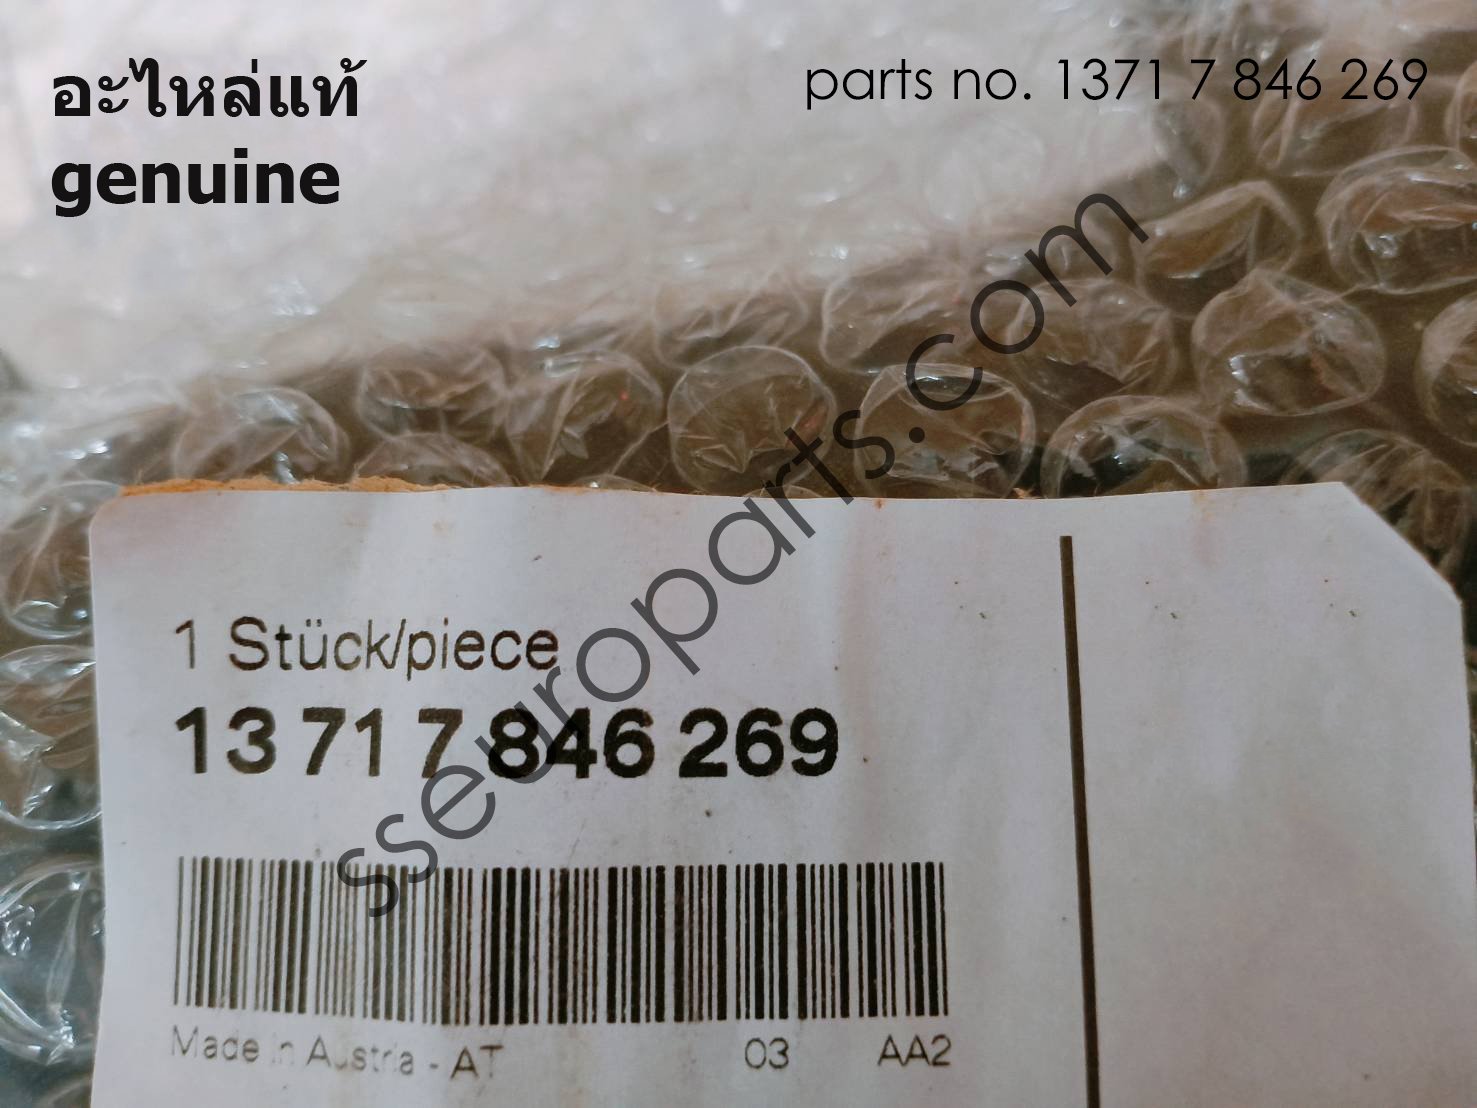 อะไหล่แท้
genuine
parts no. 1371 7 846 269
sseuroparts.com
1 Stück/piece
13 71 7 846 269
Made in Austria - AT 03 AA2